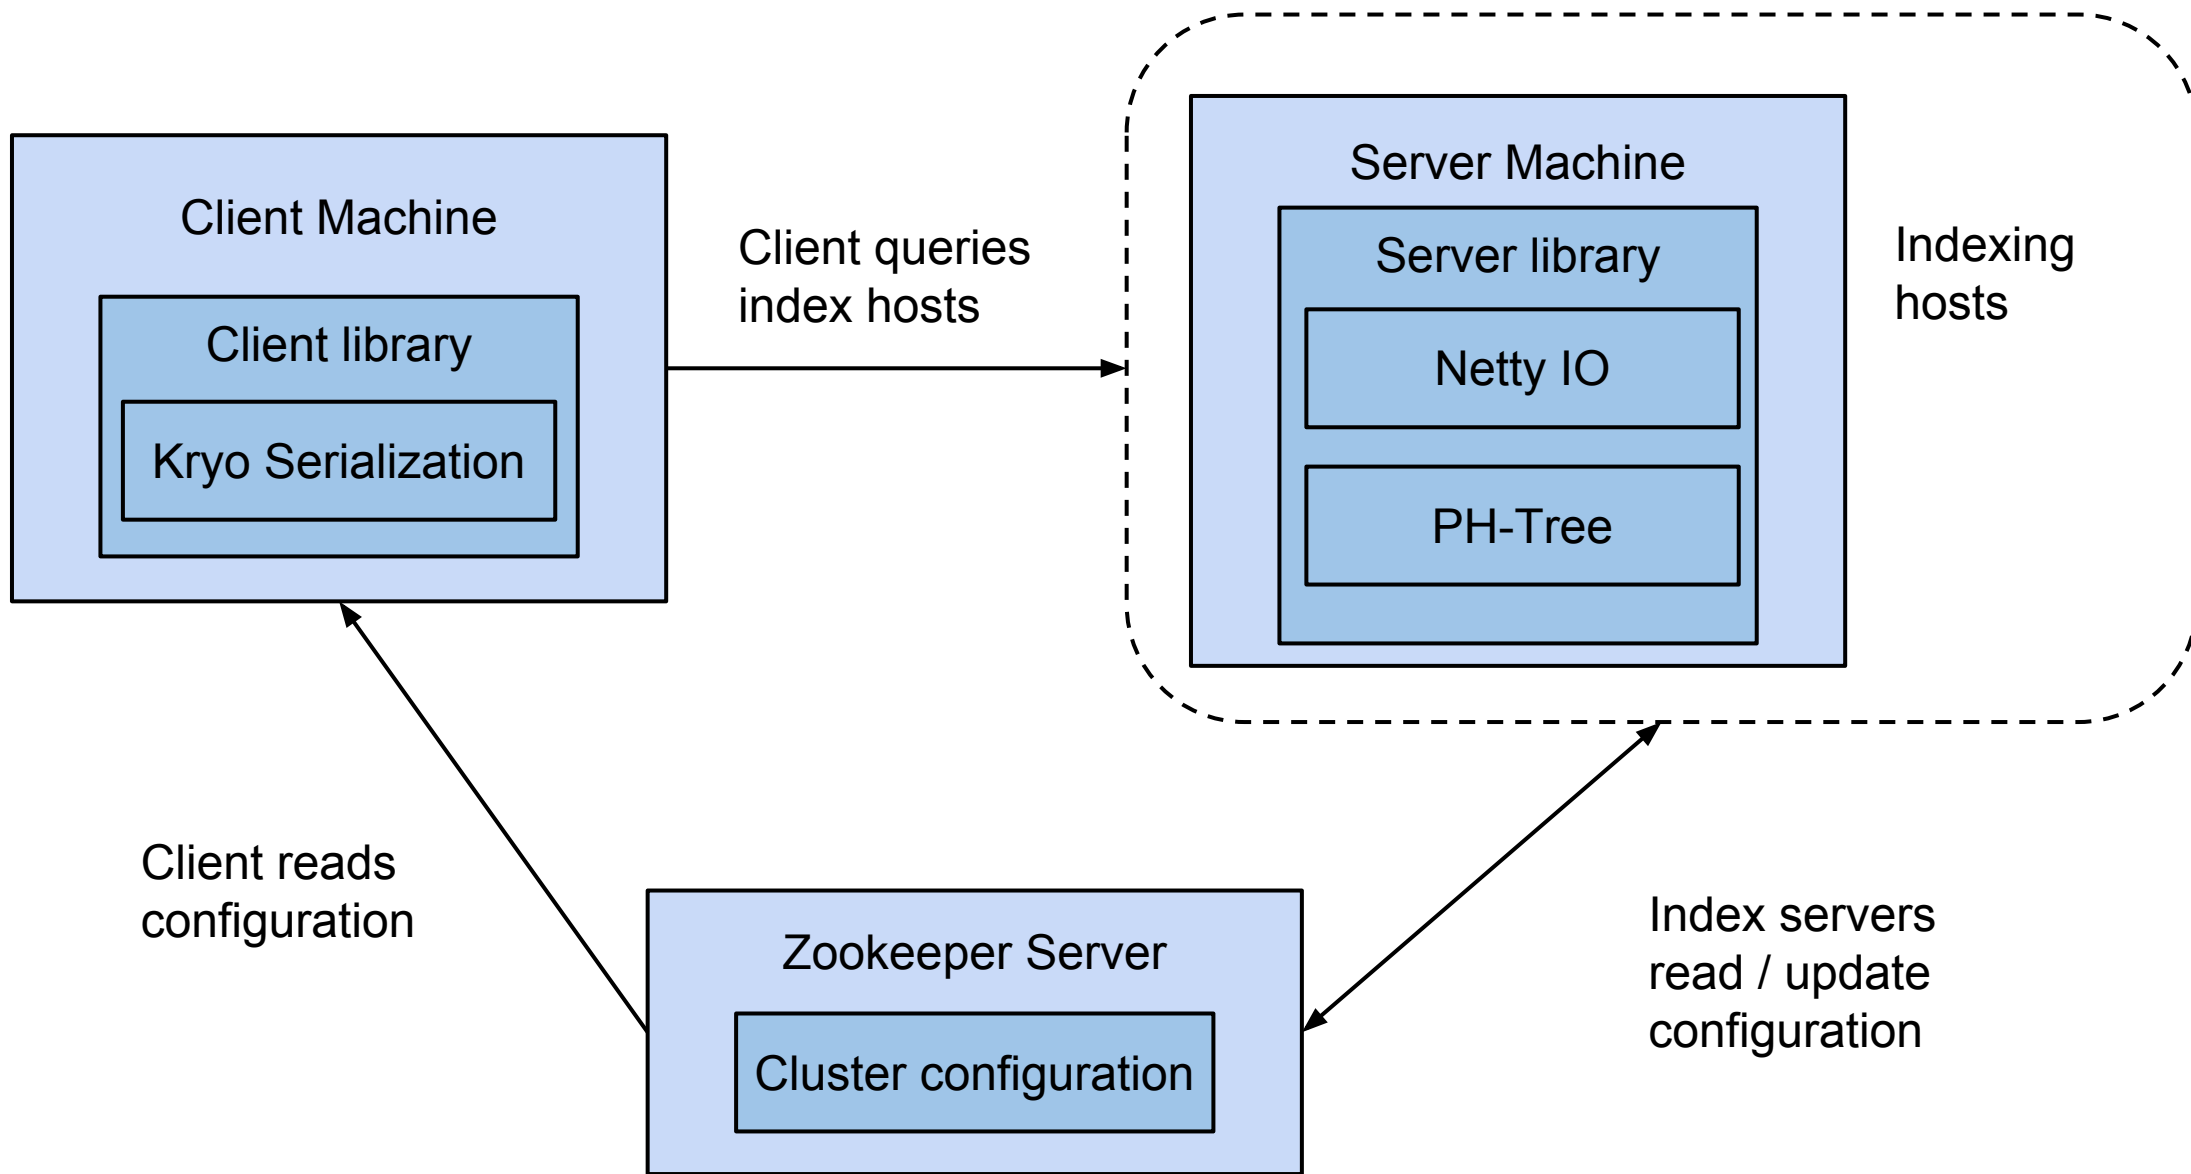 Server Machine
Client Machine
Server library
Client queries
index hosts
Indexing
hosts
Client library
Netty IO
Kryo Serialization
PH-Tree
Client reads
configuration
Zookeeper Server
Cluster configuration
Index servers
read / update
configuration